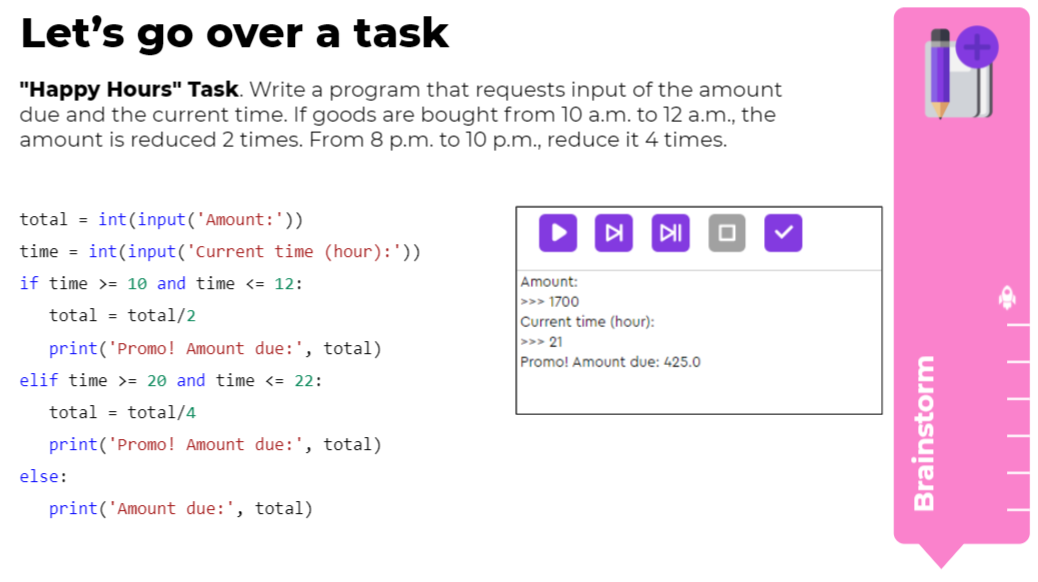 Let's go over a task
"Happy Hours" Task. Write a program that requests input of the amount
due and the current time. If goods are bought from 10 a.m. to 12 a.m., the
amount is reduced 2 times. From 8 p.m. to 10 p.m., reduce it 4 times.
total = int(input('Amount:'))
time = int(input('Current time (hour):'))
if time >= 10 and time <= 12:
    total = total/2
    print('Promo! Amount due:', total)
elif time >= 20 and time <= 22:
    total = total/4
    print('Promo! Amount due:', total)
else:
    print('Amount due:', total)
Amount:
>>> 1700
Current time (hour):
>>> 21
Promo! Amount due: 425.0
Brainstorm